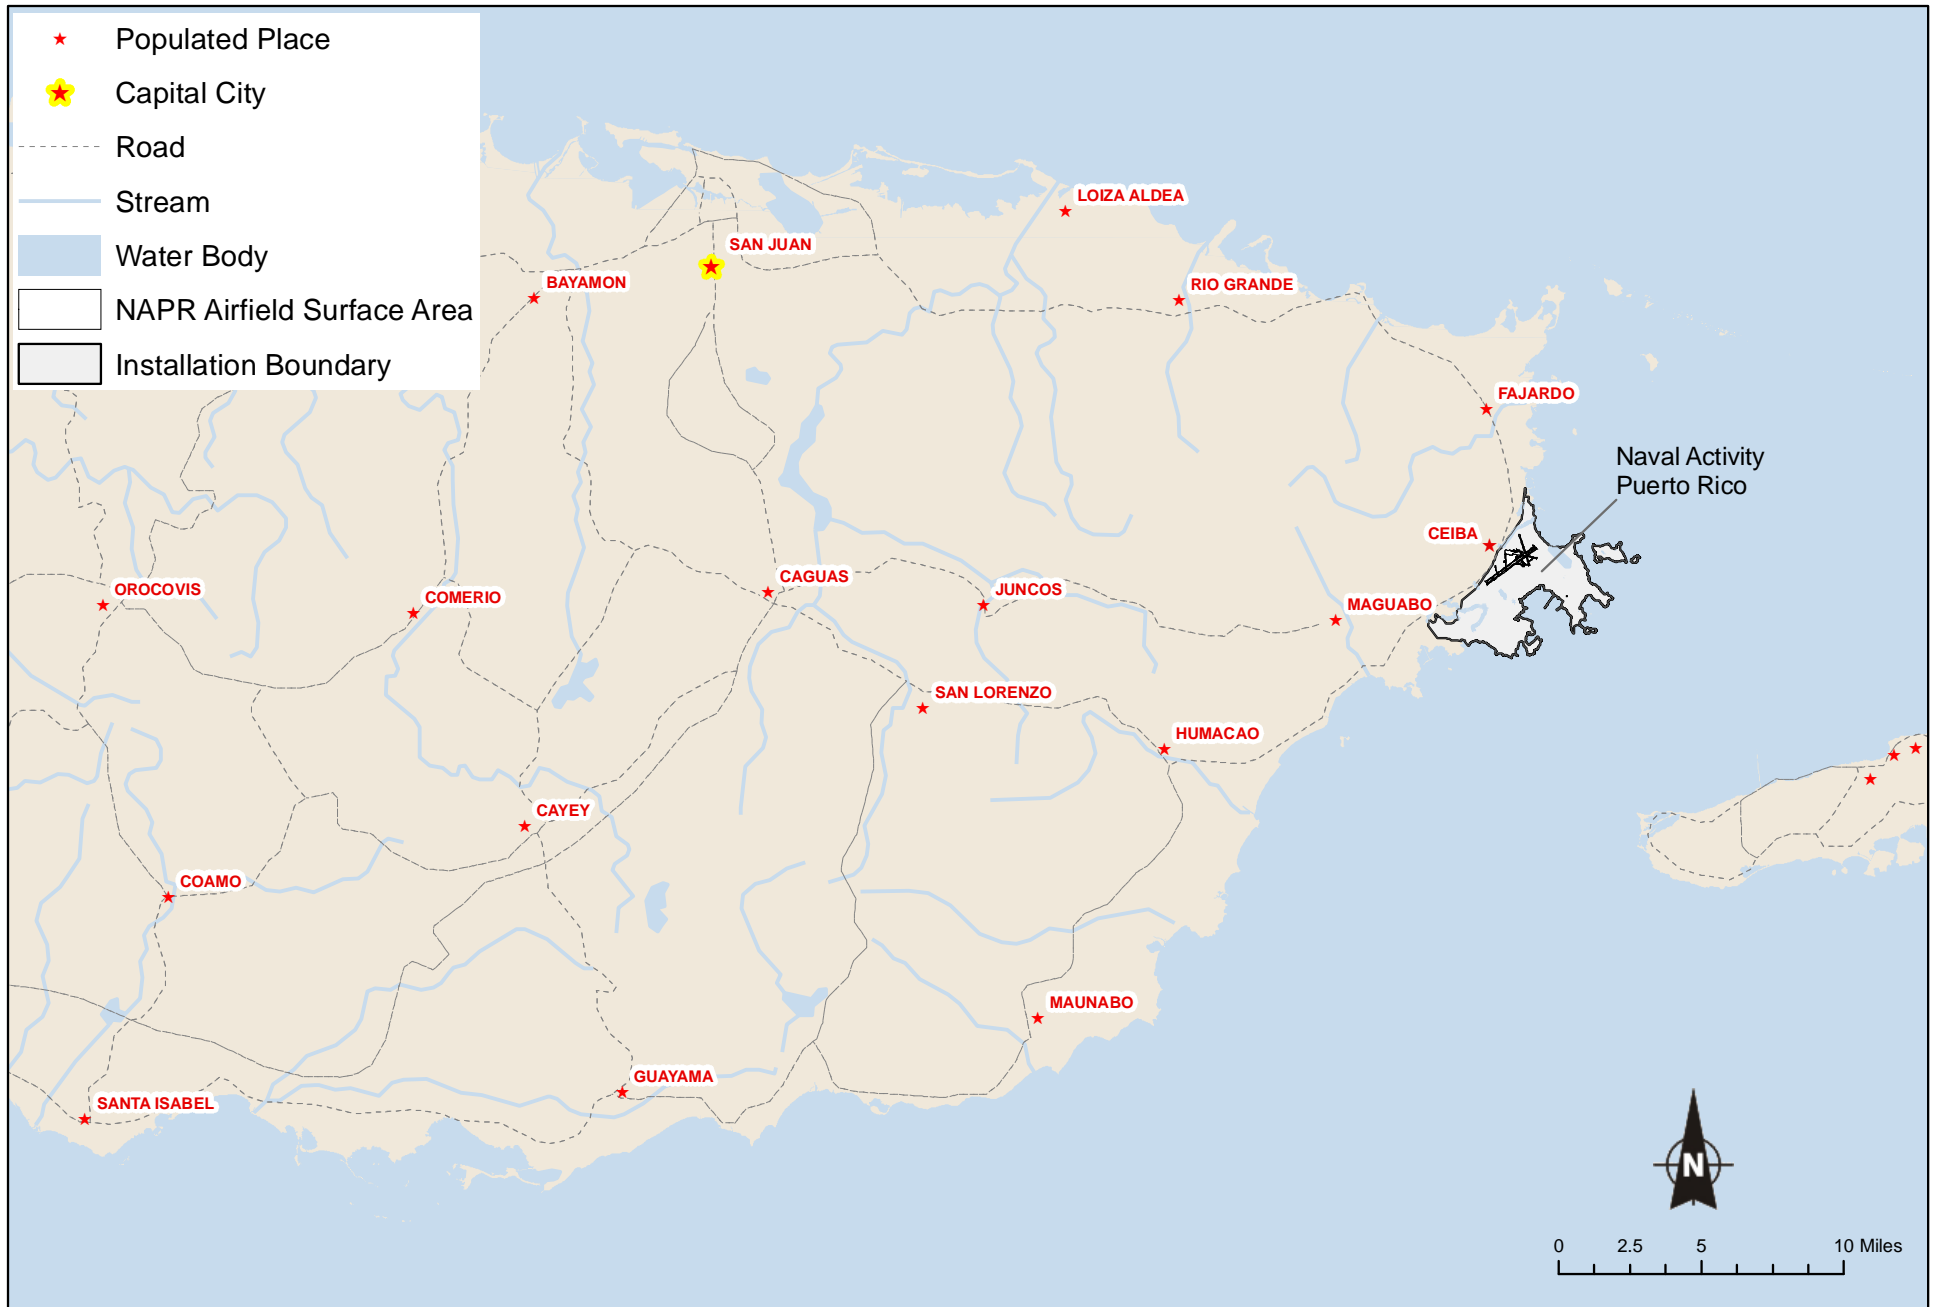 Populated Place
Capital City
Road
Stream
Water Body
NAPR Airfield Surface Area
Installation Boundary
LOIZA ALDEA
SAN JUAN
BAYAMON
RIO GRANDE
FAJARDO
Naval Activity
Puerto Rico
CEIBA
OROCOVIS
COMERIO
CAGUAS
JUNCOS
MAGUABO
SAN LORENZO
HUMACAO
CAYEY
COAMO
MAUNABO
GUAYAMA
SANTA ISABEL
N
0 2.5 5 10 Miles